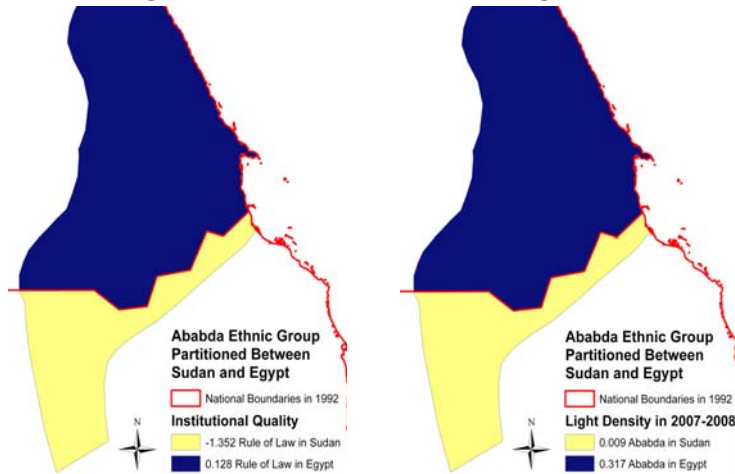 Ababda Ethnic Group
Partitioned Between
Sudan and Egypt
National Boundaries in 1992
Institutional Quality
N
-1.352 Rule of Law in Sudan
0.128 Rule of Law in Egypt
Ababda Ethnic Group
Partitioned Between
Sudan and Egypt
National Boundaries in 1992
Light Density in 2007-2008
N
0.009 Ababda in Sudan
0.317 Ababda in Egypt